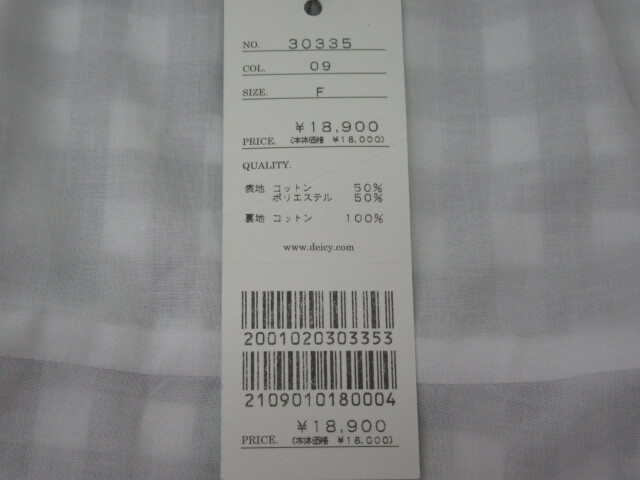 NO. 30335
COL. 09
SIZE. F
¥18,900
PRICE. (本体価格 ¥18,000)
QUALITY.
表地 コットン 50%
ポリエステル 50%
裏地 コットン 100%
www.deicy.com
2001020303353
2109010180004
¥18,900
PRICE. (本体価格 ¥18,000)